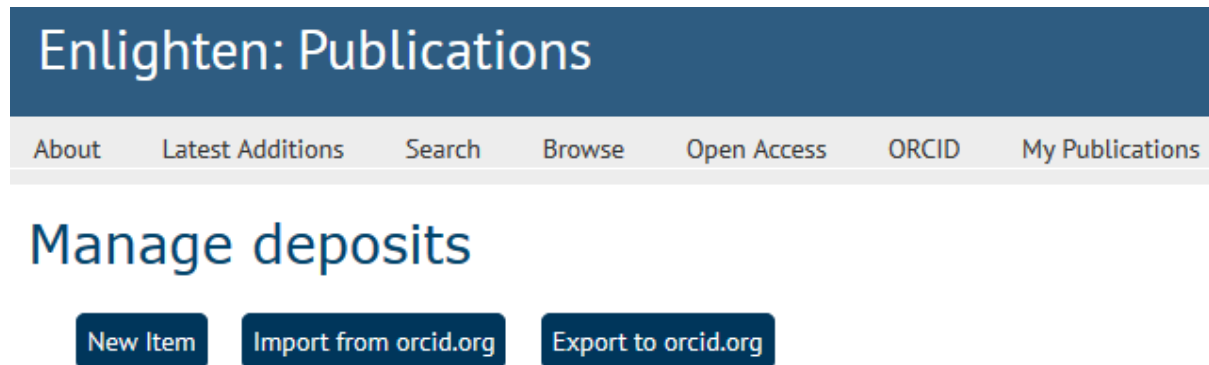 Enlighten: Publications
About Latest Additions Search Browse Open Access ORCID My Publications
Manage deposits
New Item Import from orcid.org Export to orcid.org